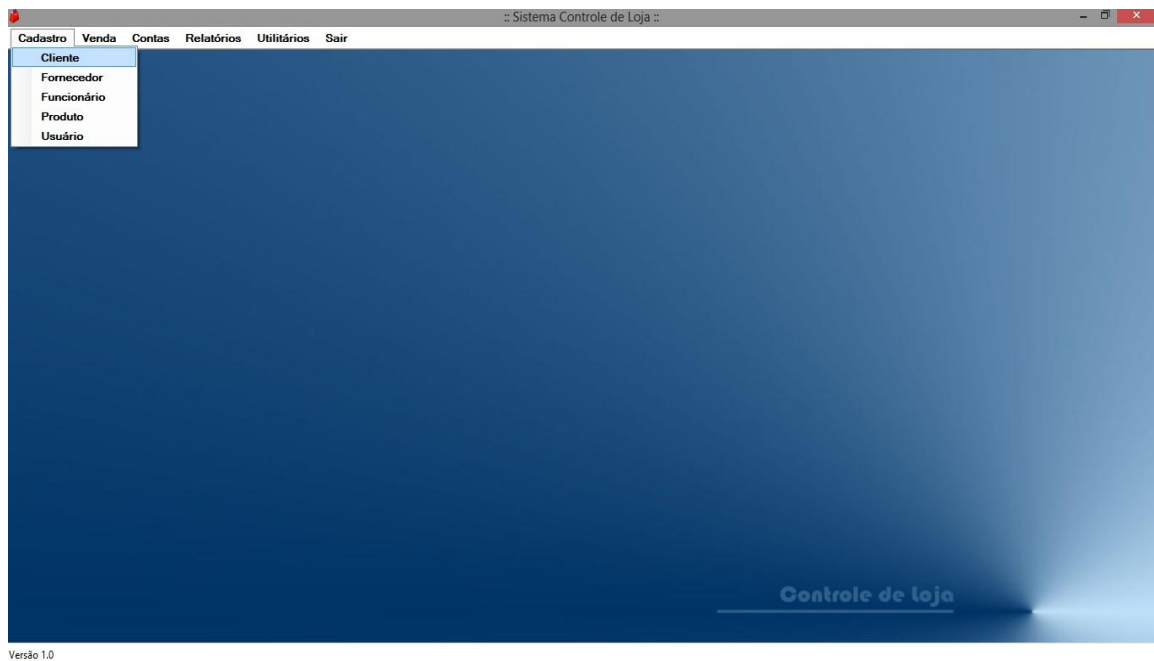 :: Sistema Controle de Loja ::
Cadastro Venda Contas Relatórios Utilitários Sair
Cliente
Fornecedor
Funcionário
Produto
Usuário
Controle de loja
Versão 1.0